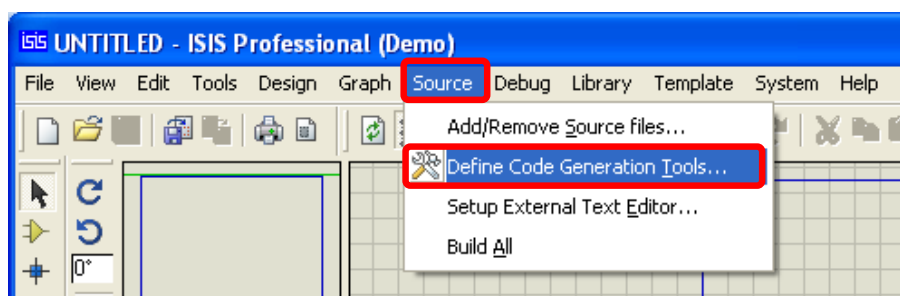 isis UNTITLED - ISIS Professional (Demo)
File View Edit Tools Design Graph Source Debug Library Template System Help
Add/Remove Source files...
Define Code Generation Tools...
Setup External Text Editor...
Build All
0°